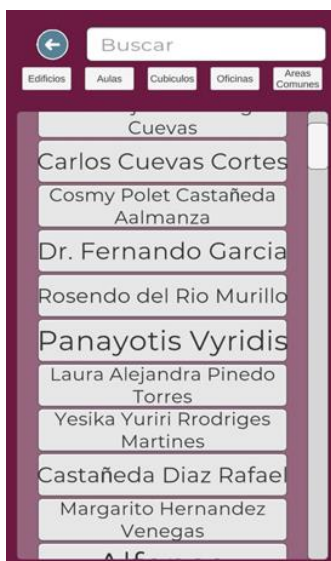 Buscar
Edificios
Aulas
Cubiculos
Oficinas
Areas
Comunes
Cuevas
Carlos Cuevas Cortes
Cosmy Polet Castañeda
Aalmanza
Dr. Fernando Garcia
Rosendo del Rio Murillo
Panayotis Vyridis
Laura Alejandra Pinedo
Torres
Yesika Yuriri Rrodriges
Martines
Castañeda Diaz Rafael
Margarito Hernandez
Venegas